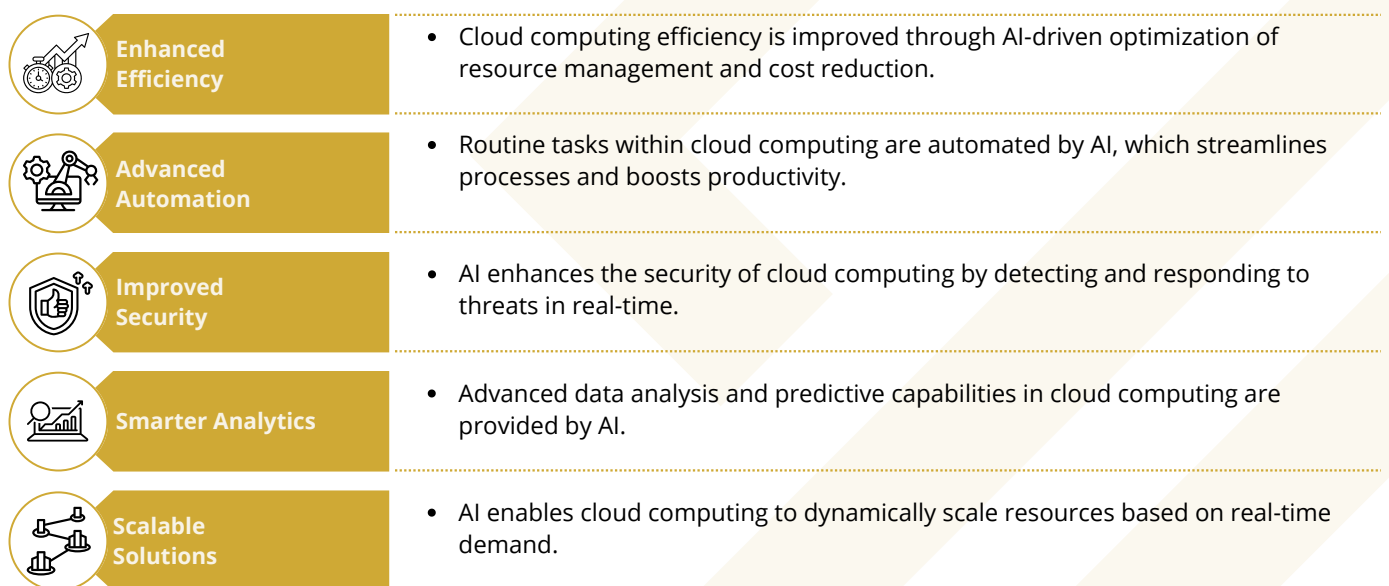 Enhanced
Efficiency
• Cloud computing efficiency is improved through AI-driven optimization of
resource management and cost reduction.
Advanced
Automation
• Routine tasks within cloud computing are automated by AI, which streamlines
processes and boosts productivity.
Improved
Security
• AI enhances the security of cloud computing by detecting and responding to
threats in real-time.
Smarter Analytics
• Advanced data analysis and predictive capabilities in cloud computing are
provided by AI.
Scalable
Solutions
• AI enables cloud computing to dynamically scale resources based on real-time
demand.